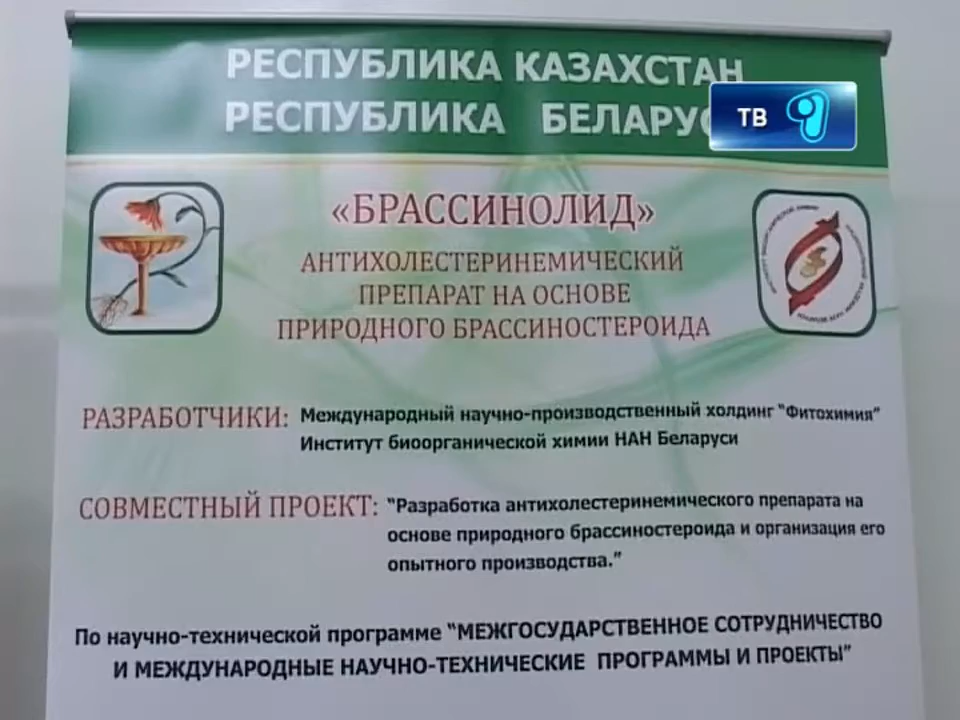 РЕСПУБЛИКА КАЗАХСТАН
РЕСПУБЛИКА БЕЛАРУС
ТВ
«БРАССИНОЛИД»
АНТИХОЛЕСТЕРИНЕМИЧЕСКИЙ
ПРЕПАРАТ НА ОСНОВЕ
ПРИРОДНОГО БРАССИНОСТЕРОИДА
РАЗРАБОТЧИКИ: Международный научно-производственный холдинг “Фитохимия”
Институт биоорганической химии НАН Беларуси
СОВМЕСТНЫЙ ПРОЕКТ: “Разработка антихолестеринемического препарата на
основе природного брассиностероида и организация его
опытного производства.”
По научно-технической программе “МЕЖГОСУДАРСТВЕННОЕ СОТРУДНИЧЕСТВО
И МЕЖДУНАРОДНЫЕ НАУЧНО-ТЕХНИЧЕСКИЕ ПРОГРАММЫ И ПРОЕКТЫ”